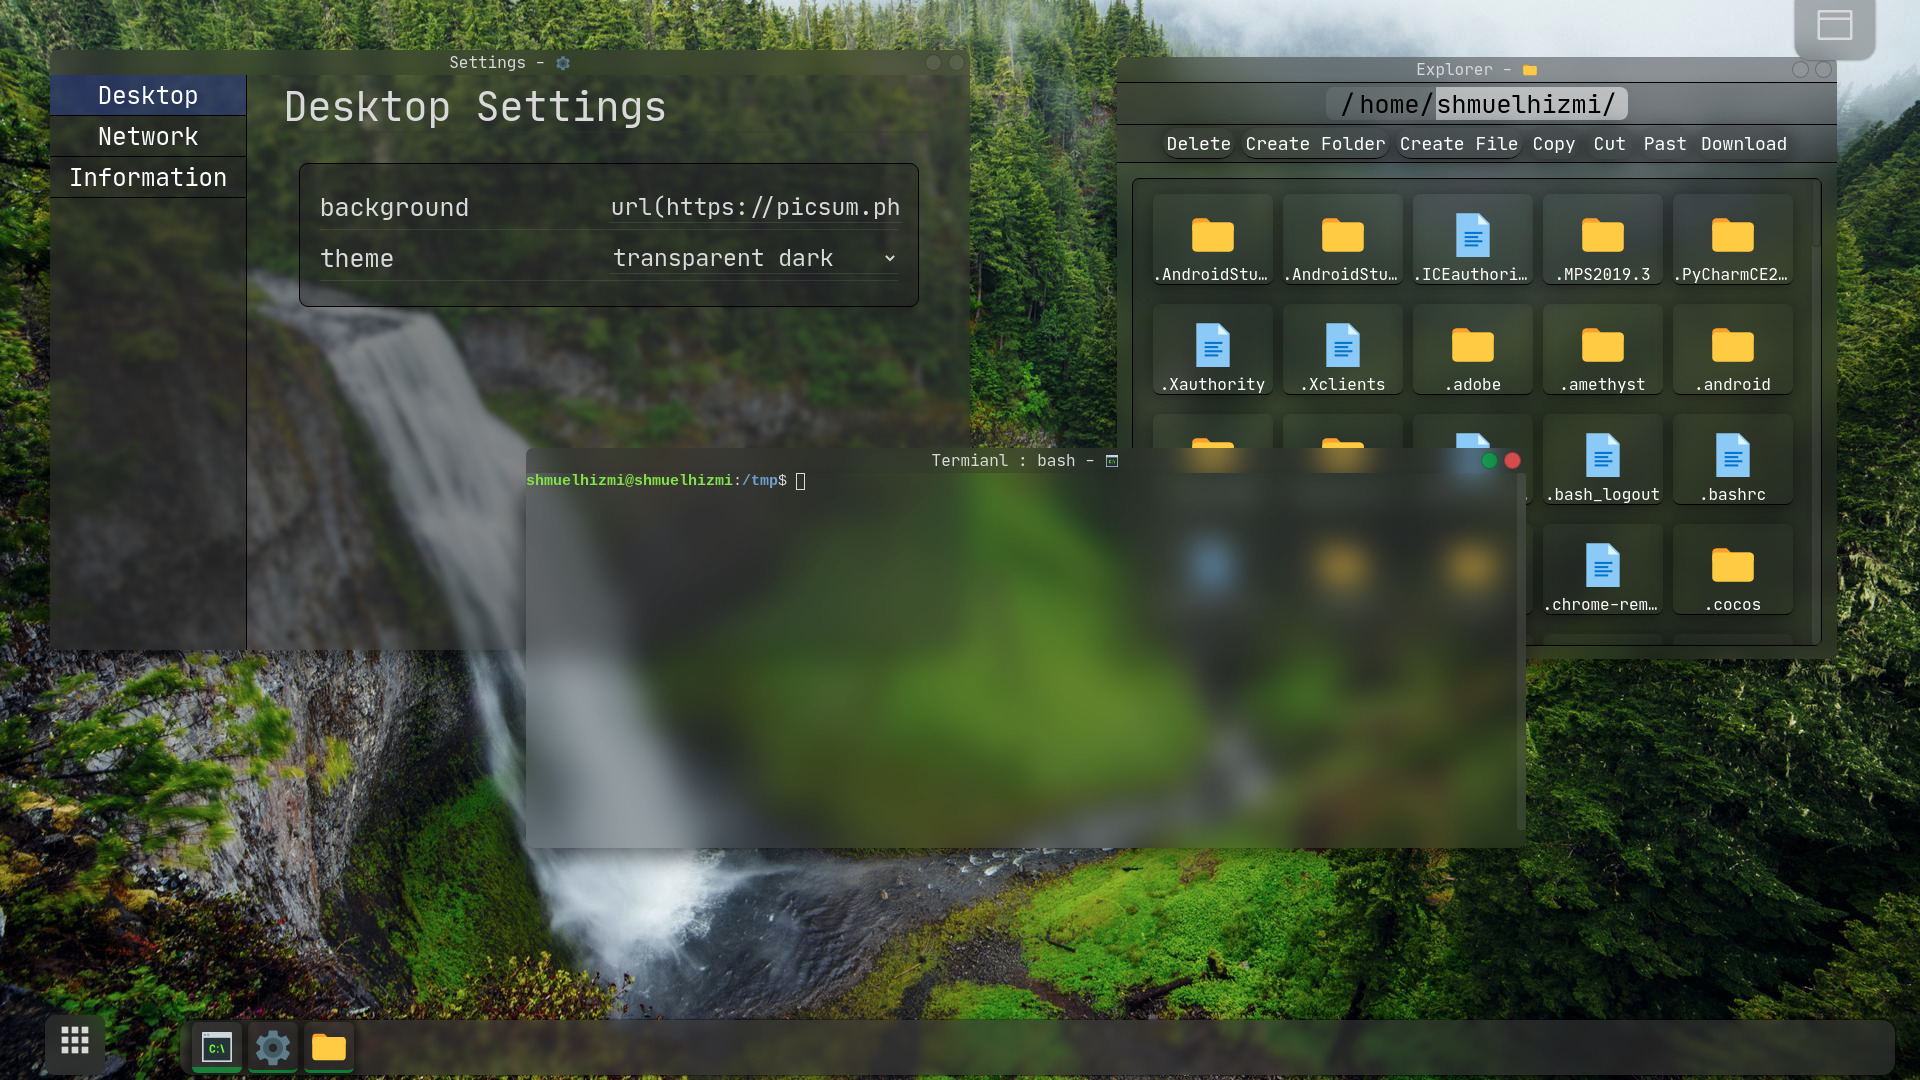 Settings -
Desktop
Network
Information
Desktop Settings
background url(https://picsum.ph
theme transparent dark
Explorer -
/home/shmuelhizmi/
Delete Create Folder Create File Copy Cut Past Download
.AndroidStu… .AndroidStu… .ICEauthori… .MPS2019.3 .PyCharmCE2…
.Xauthority .Xclients .adobe .amethyst .android
.bash_logout .bashrc
.chrome-rem… .cocos
Termianl : bash -
shmuelhizmi@shmuelhizmi:/tmp$
C:\